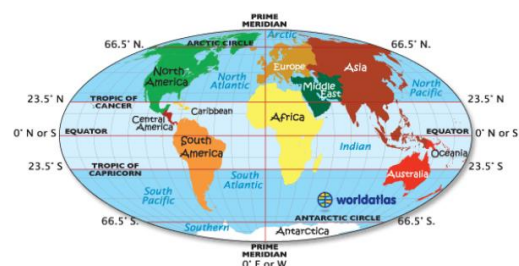 PRIME
MERIDIAN
Arctic
66.5° N.
ARCTIC CIRCLE
66.5° N.
Europe
Asia
North
America
North
Atlantic
Middle
East
North
Pacific
23.5° N
TROPIC OF
CANCER
Caribbean
23.5° N
Central
America
Africa
0° N or S
EQUATOR
EQUATOR
0° N or S
South
America
Indian
Oceania
23.5° S
TROPIC OF
CAPRICORN
South
Atlantic
Australia
23.5° S
South
Pacific
worldatlas
66.5° S.
ANTARCTIC CIRCLE
66.5° S.
Southern
Antarctica
PRIME
MERIDIAN
0° E or W